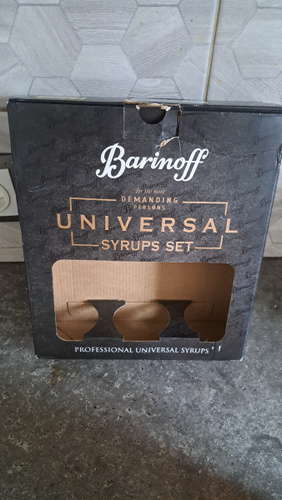 Barinoff
for the most
DEMANDING
PERSONS
UNIVERSAL
SYRUPS SET
PROFESSIONAL UNIVERSAL SYRUPS